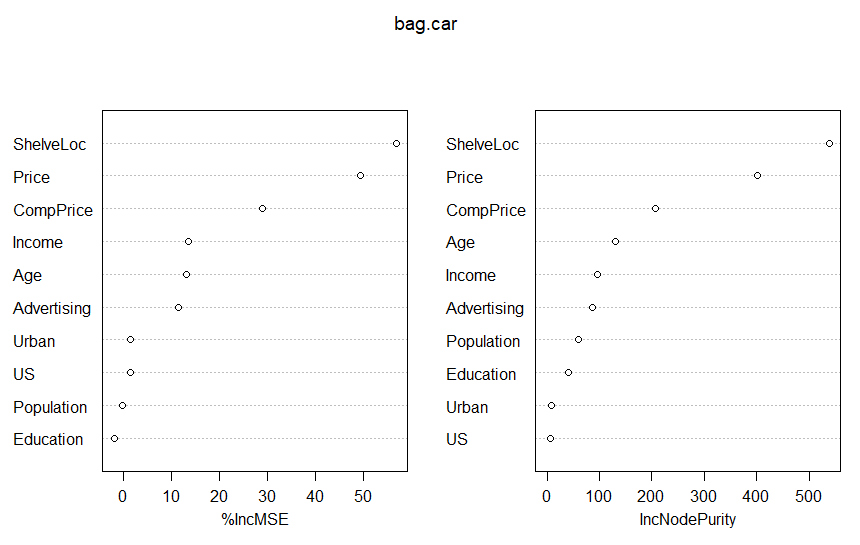 bag.car
ShelveLoc
Price
CompPrice
Income
Age
Advertising
Urban
US
Population
Education
0 10 20 30 40 50
%IncMSE
ShelveLoc
Price
CompPrice
Age
Income
Advertising
Population
Education
Urban
US
0 100 200 300 400 500
IncNodePurity